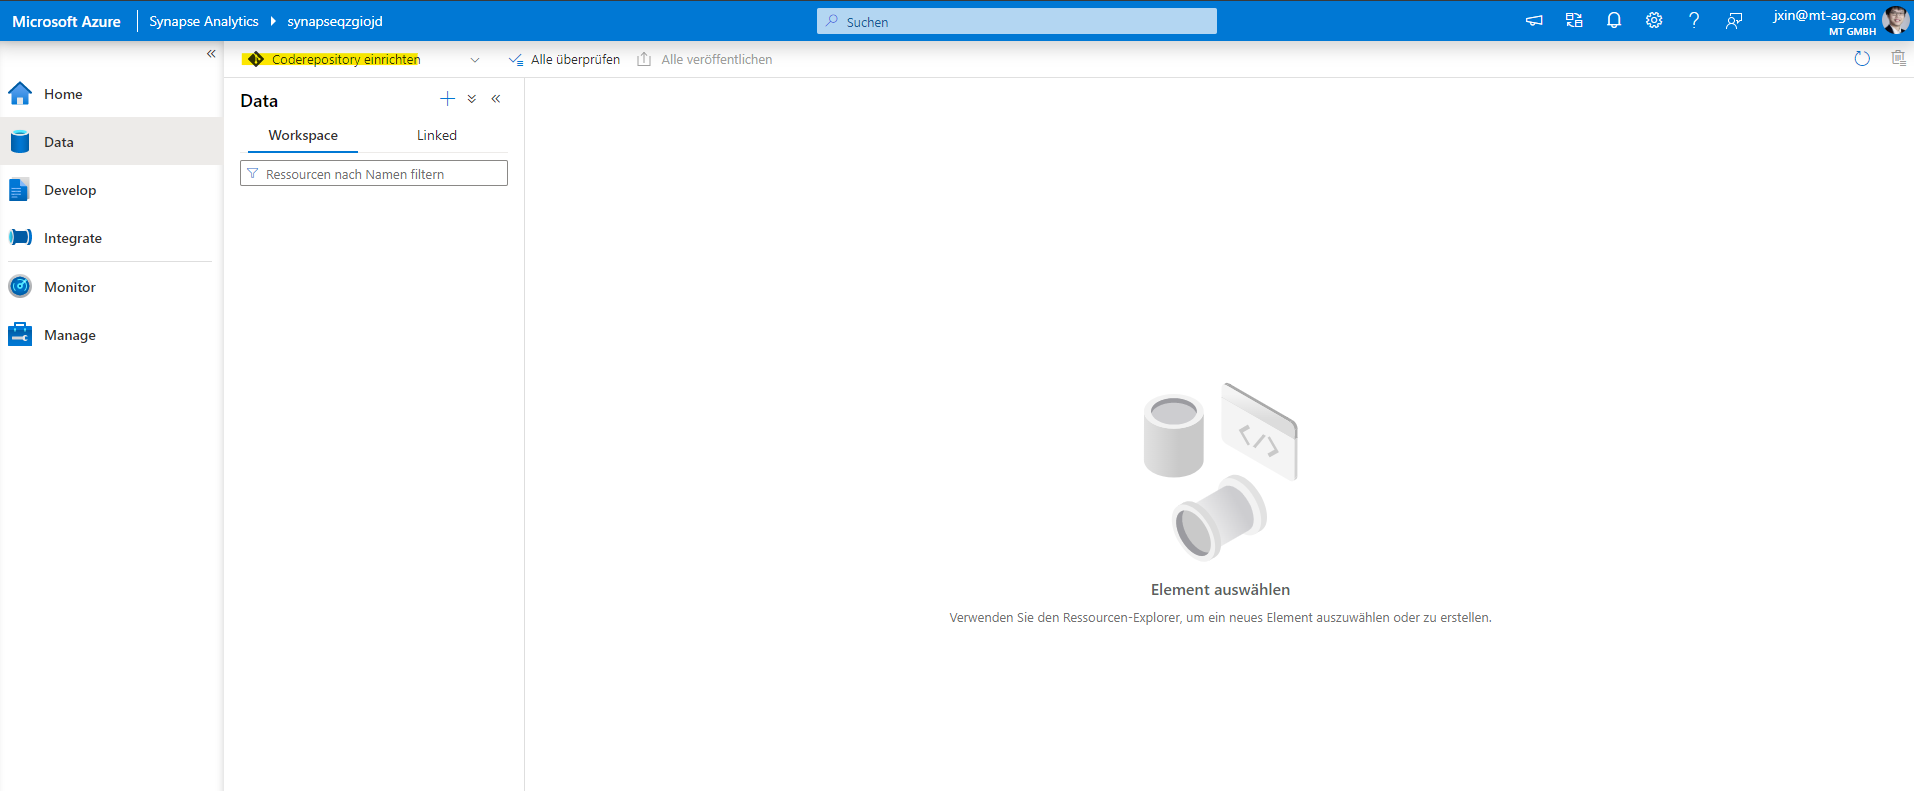 Microsoft Azure
Synapse Analytics
synapseqzgiojd
Suchen
jxin@mt-ag.com
MT GMBH
Coderepository einrichten
Alle überprüfen
Alle veröffentlichen
Home
Data
Develop
Integrate
Monitor
Manage
Data
Workspace
Linked
Ressourcen nach Namen filtern
</>
Element auswählen
Verwenden Sie den Ressourcen-Explorer, um ein neues Element auszuwählen oder zu erstellen.